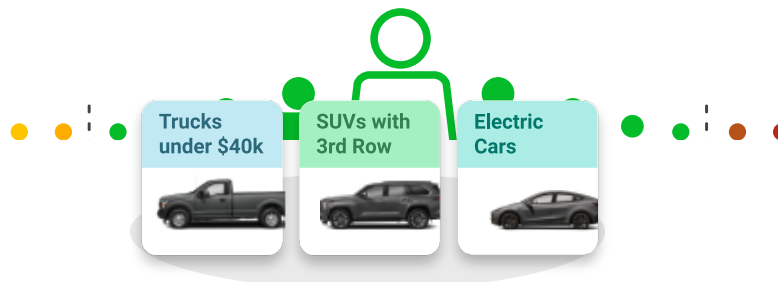 Trucks
under $40k
SUVs with
3rd Row
Electric
Cars